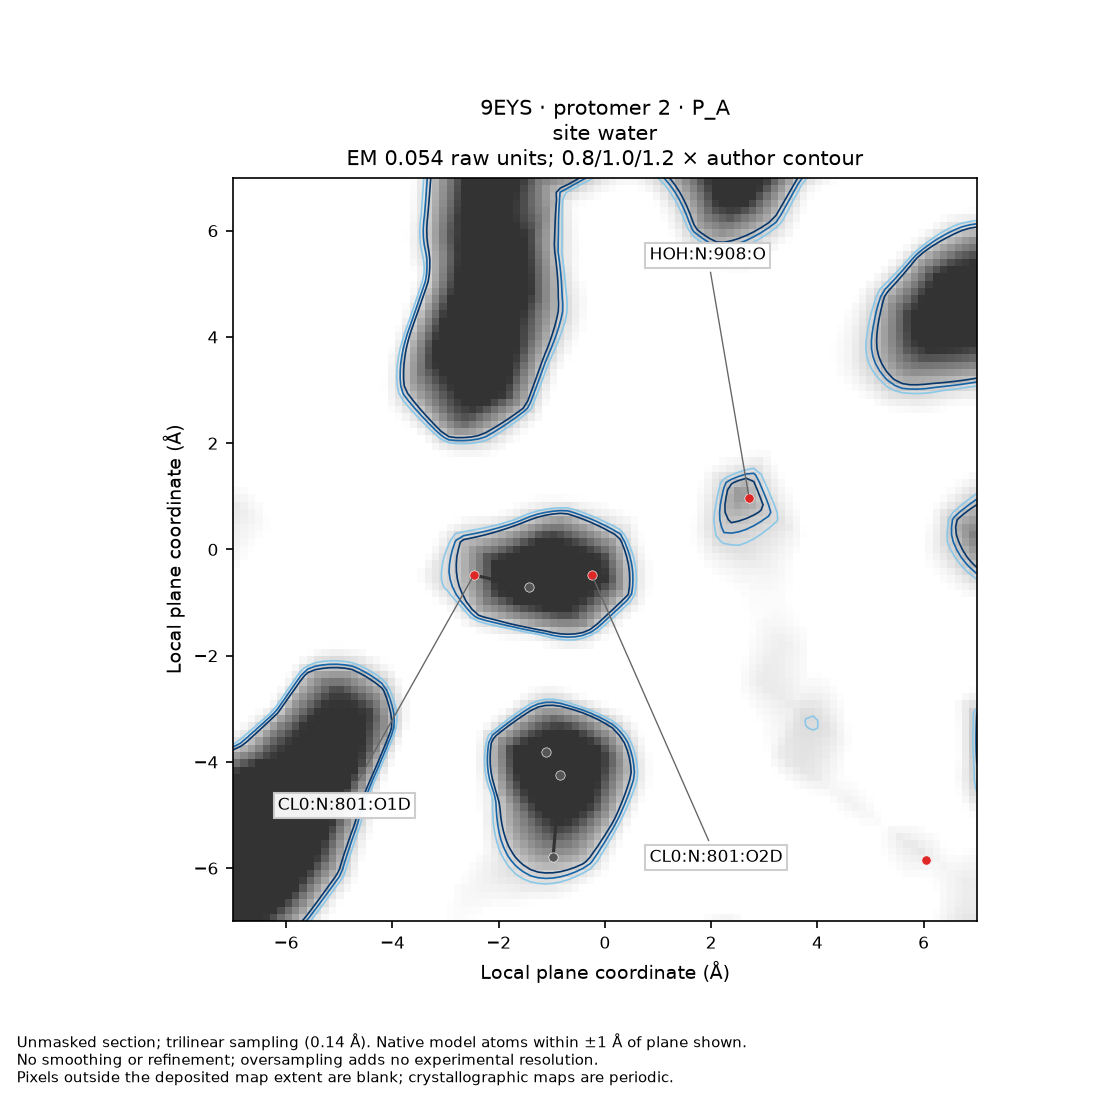 9EYS · protomer 2 · P_A
site water
EM 0.054 raw units; 0.8/1.0/1.2 × author contour
Local plane coordinate (Å)
6
4
2
0
−2
−4
−6
HOH:N:908:O
CL0:N:801:O1D
CL0:N:801:O2D
−6 −4 −2 0 2 4 6
Local plane coordinate (Å)
Unmasked section; trilinear sampling (0.14 Å). Native model atoms within ±1 Å of plane shown.
No smoothing or refinement; oversampling adds no experimental resolution.
Pixels outside the deposited map extent are blank; crystallographic maps are periodic.